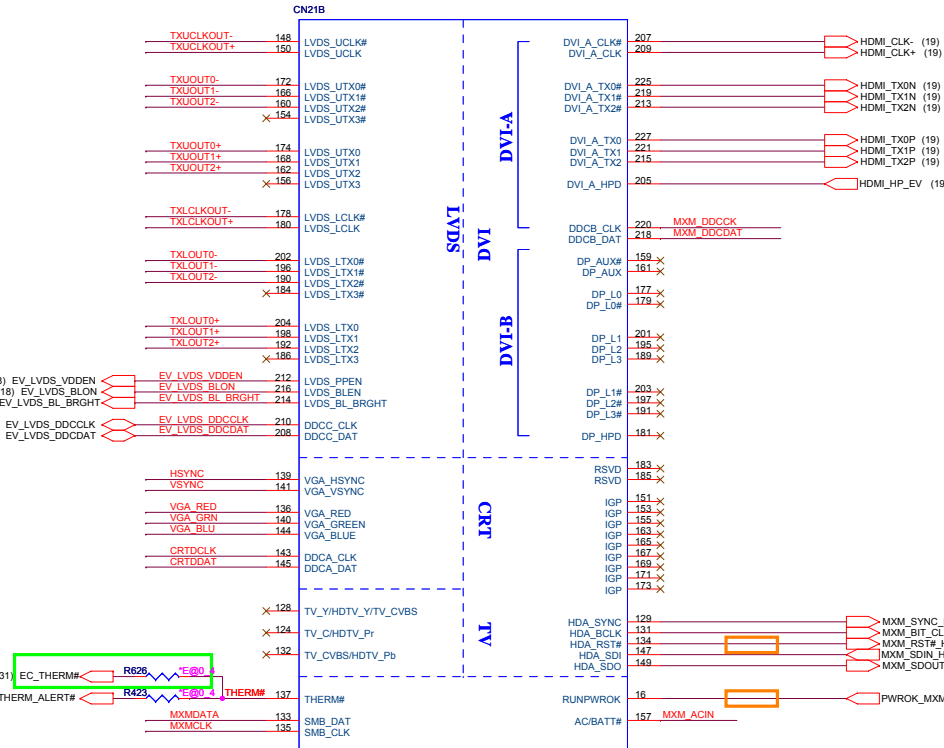 CN21B
TXUCLKOUT- 148 LVDS_UCLK#
TXUCLKOUT+ 150 LVDS_UCLK
TXUOUT0- 172 LVDS_UTX0#
TXUOUT1- 166 LVDS_UTX1#
TXUOUT2- 160 LVDS_UTX2#
154 LVDS_UTX3#
TXUOUT0+ 174 LVDS_UTX0
TXUOUT1+ 168 LVDS_UTX1
TXUOUT2+ 162 LVDS_UTX2
156 LVDS_UTX3
TXLCLKOUT- 178 LVDS_LCLK#
TXLCLKOUT+ 180 LVDS_LCLK
TXLOUT0- 202 LVDS_LTX0#
TXLOUT1- 196 LVDS_LTX1#
TXLOUT2- 190 LVDS_LTX2#
184 LVDS_LTX3#
TXLOUT0+ 204 LVDS_LTX0
TXLOUT1+ 198 LVDS_LTX1
TXLOUT2+ 192 LVDS_LTX2
186 LVDS_LTX3
EV_LVDS_VDDEN EV_LVDS_VDDEN 212 LVDS_PPEN
18) EV_LVDS_BLON EV_LVDS_BLON 216 LVDS_BLEN
EV_LVDS_BL_BRGHT EV_LVDS_BL_BRGHT 214 LVDS_BL_BRGHT
EV_LVDS_DDCCLK EV_LVDS_DDCCLK 210 DDCC_CLK
EV_LVDS_DDCDAT EV_LVDS_DDCDAT 208 DDCC_DAT
HSYNC 139 VGA_HSYNC
VSYNC 141 VGA_VSYNC
VGA_RED 136 VGA_RED
VGA_GRN 140 VGA_GREEN
VGA_BLU 144 VGA_BLUE
CRTDCLK 143 DDCA_CLK
CRTDDAT 145 DDCA_DAT
128 TV_Y/HDTV_Y/TV_CVBS
124 TV_C/HDTV_Pr
132 TV_CVBS/HDTV_Pb
31) EC_THERM# R626 *E@0_4
THERM_ALERT# R423 *E@0_4 THERM# 137 THERM#
MXMDATA 133 SMB_DAT
MXMCLK 135 SMB_CLK
LVDS
DVI
DVI-A
DVI-B
CRT
TV
DVI_A_CLK# 207 HDMI_CLK- (19)
DVI_A_CLK 209 HDMI_CLK+ (19)
DVI_A_TX0# 225 HDMI_TX0N (19)
DVI_A_TX1# 219 HDMI_TX1N (19)
DVI_A_TX2# 213 HDMI_TX2N (19)
DVI_A_TX0 227 HDMI_TX0P (19)
DVI_A_TX1 221 HDMI_TX1P (19)
DVI_A_TX2 215 HDMI_TX2P (19)
DVI_A_HPD 205 HDMI_HP_EV (19
DDCB_CLK 220 MXM_DDCCK
DDCB_DAT 218 MXM_DDCDAT
DP_AUX# 159
DP_AUX 161
DP_L0 177
DP_L0# 179
DP_L1 201
DP_L2 195
DP_L3 189
DP_L1# 203
DP_L2# 197
DP_L3# 191
DP_HPD 181
RSVD 183
RSVD 185
IGP 151
IGP 153
IGP 155
IGP 163
IGP 165
IGP 167
IGP 169
IGP 171
IGP 173
HDA_SYNC 129 MXM_SYNC_
HDA_BCLK 131 MXM_BIT_CL
HDA_RST# 134 MXM_RST#_H
HDA_SDI 147 MXM_SDIN_H
HDA_SDO 149 MXM_SDOUT
RUNPWROK 16 PWROK_MXM
AC/BATT# 157 MXM_ACIN